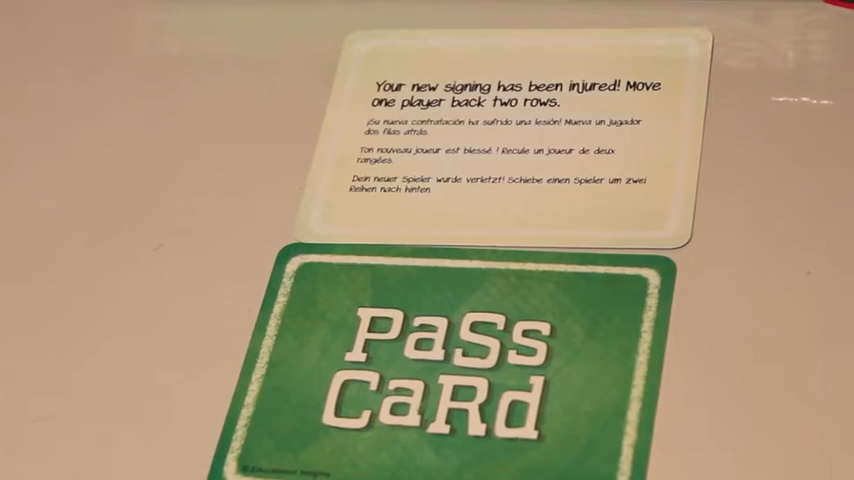 Your new signing has been injured! Move
one player back two rows.
¡Su nueva contratación ha sufrido una lesión! Mueva un jugador
dos filas atrás.
Ton nouveau joueur est blessé ! Recule un joueur de deux
rangées.
Dein neuer Spieler wurde verletzt! Schiebe einen Spieler um zwei
Reihen nach hinten.
PaSS
CaRd
© Educational Insights